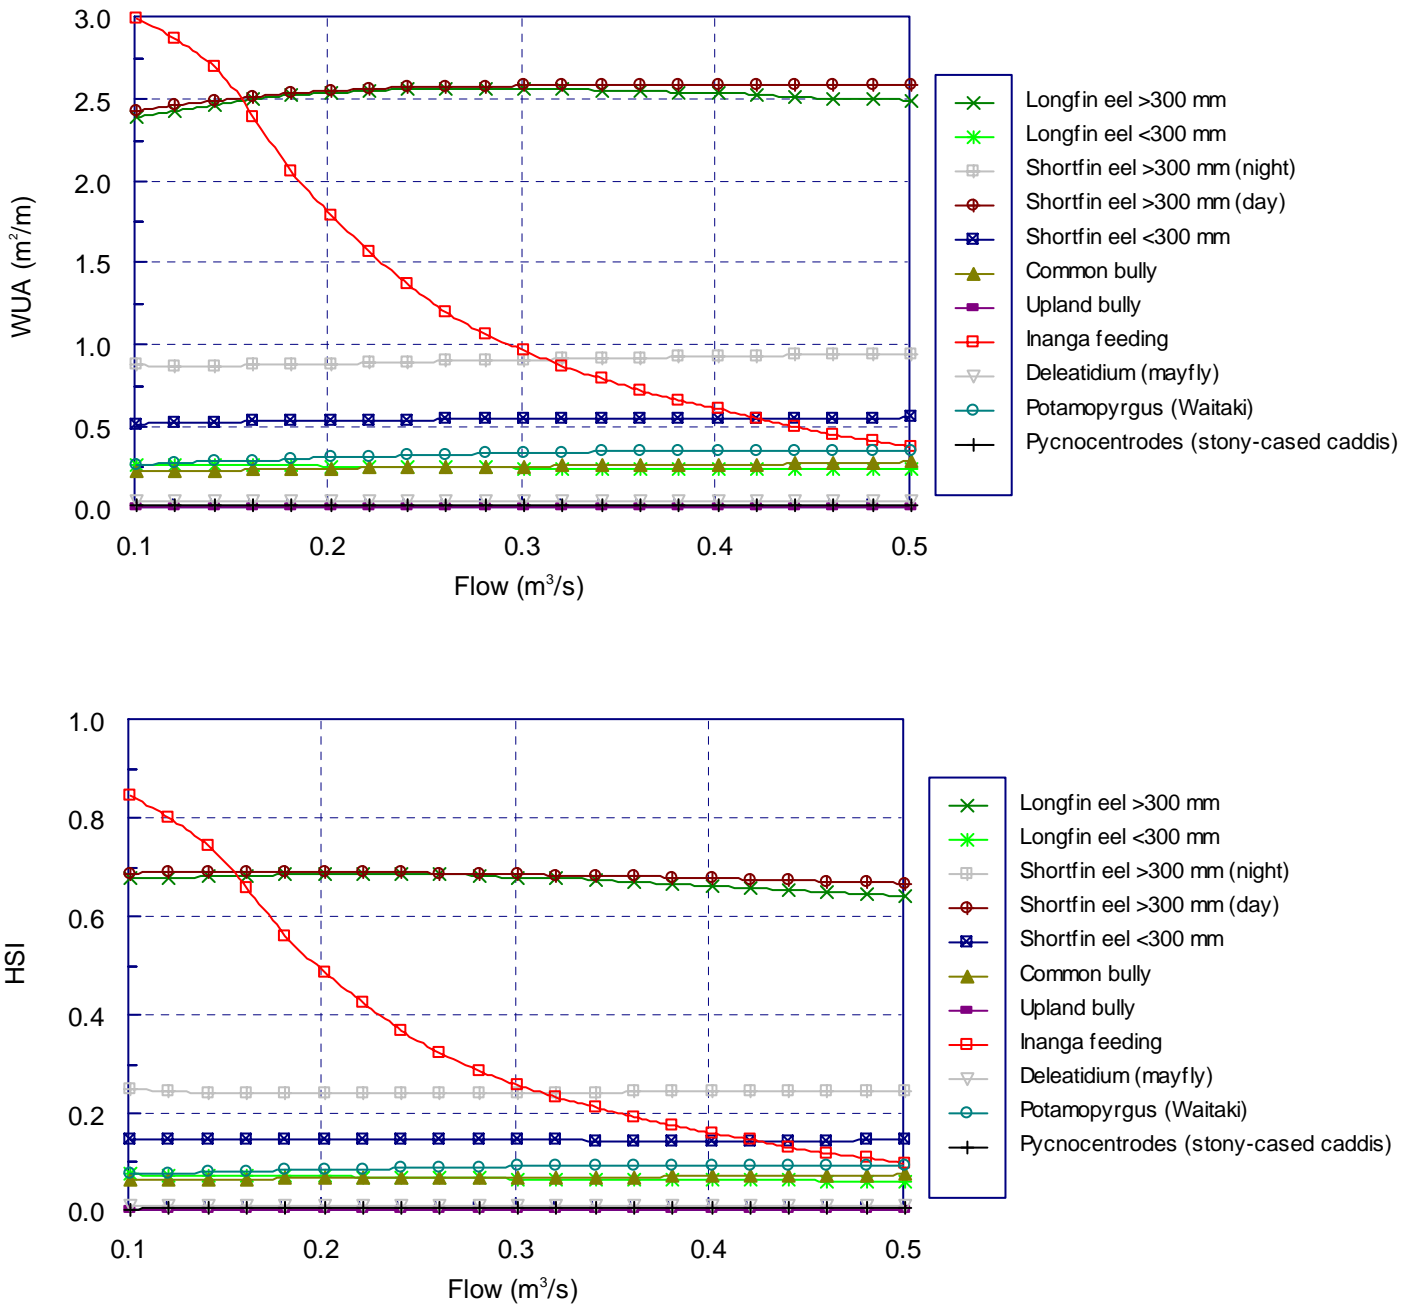 3.0
2.5
2.0
1.5
1.0
0.5
0.0
WUA (m²/m)
0.1 0.2 0.3 0.4 0.5
Flow (m³/s)
Longfin eel >300 mm
Longfin eel <300 mm
Shortfin eel >300 mm (night)
Shortfin eel >300 mm (day)
Shortfin eel <300 mm
Common bully
Upland bully
Inanga feeding
Deleatidium (mayfly)
Potamopyrgus (Waitaki)
Pycnocentrodes (stony-cased caddis)
1.0
0.8
0.6
0.4
0.2
0.0
HSI
0.1 0.2 0.3 0.4 0.5
Flow (m³/s)
Longfin eel >300 mm
Longfin eel <300 mm
Shortfin eel >300 mm (night)
Shortfin eel >300 mm (day)
Shortfin eel <300 mm
Common bully
Upland bully
Inanga feeding
Deleatidium (mayfly)
Potamopyrgus (Waitaki)
Pycnocentrodes (stony-cased caddis)